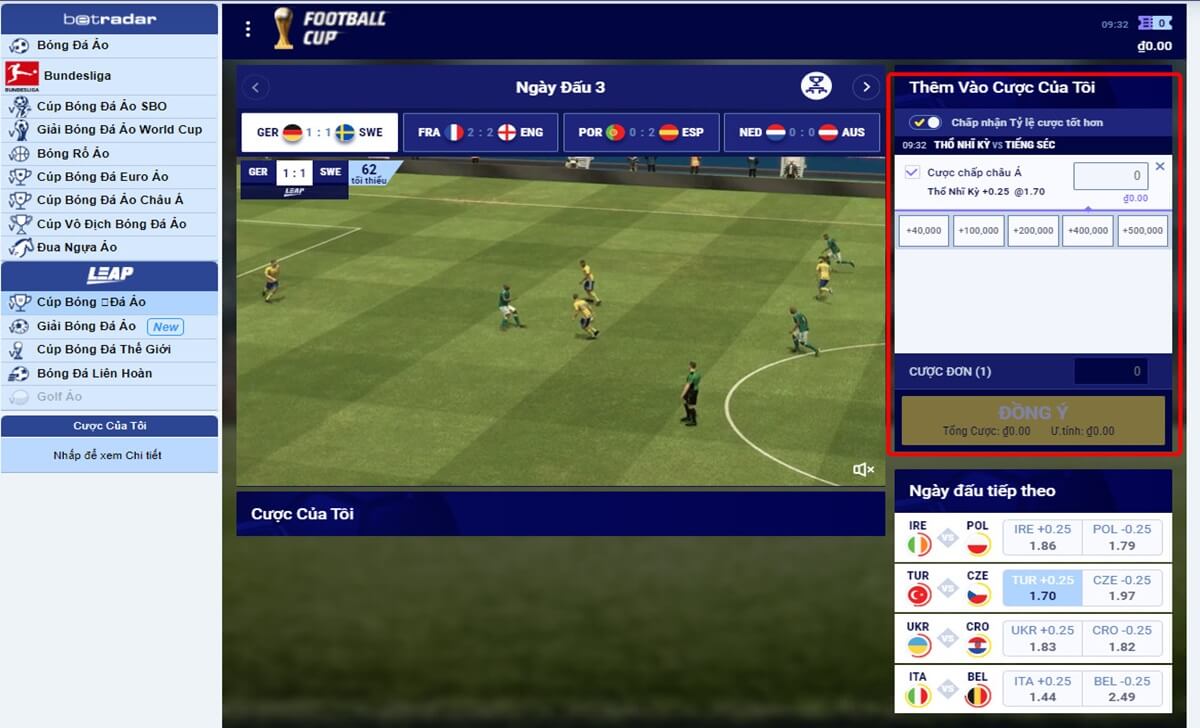 betradar
Bóng Đá Ảo
BUNDESLIGA
Bundesliga
Cúp Bóng Đá Ảo SBO
Giải Bóng Đá Ảo World Cup
Bóng Rổ Ảo
Cúp Bóng Đá Euro Ảo
Cúp Bóng Đá Ảo Châu Á
Cúp Vô Địch Bóng Đá Ảo
Đua Ngựa Ảo
LEAP
Cúp Bóng Đá Ảo
Giải Bóng Đá Ảo New
Cúp Bóng Đá Thế Giới
Bóng Đá Liên Hoàn
Golf Ảo
Cược Của Tôi
Nhấp để xem Chi tiết
FOOTBALL
CUP
09:32 0
₫0.00
Ngày Đấu 3
GER 1 : 1 SWE
FRA 2 : 2 ENG
POR 0 : 2 ESP
NED 0 : 0 AUS
GER 1 : 1 SWE 62
tối thiểu
LEAP
Cược Của Tôi
Thêm Vào Cược Của Tôi
Chấp nhận Tỷ lệ cược tốt hơn
09:32 THỔ NHĨ KỲ VS TIẾNG SÉC
Cược chấp châu Á 0
Thổ Nhĩ Kỳ +0.25 @1.70
₫0.00
+40,000 +100,000 +200,000 +400,000 +500,000
CƯỢC ĐƠN (1) 0
ĐỒNG Ý
Tổng Cược: ₫0.00 Ư.tính: ₫0.00
Ngày đấu tiếp theo
IRE VS POL IRE +0.25 POL -0.25
1.86 1.79
TUR VS CZE TUR +0.25 CZE -0.25
1.70 1.97
UKR VS CRO UKR +0.25 CRO -0.25
1.83 1.82
ITA VS BEL ITA +0.25 BEL -0.25
1.44 2.49